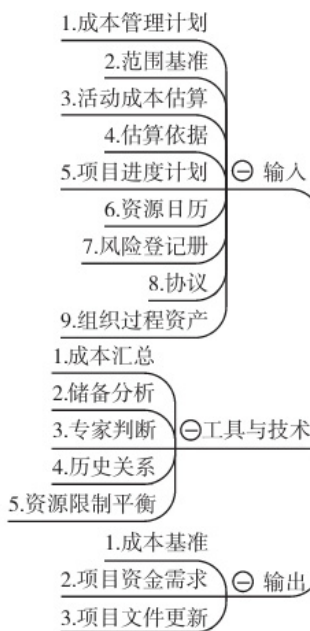 1.成本管理计划
2.范围基准
3.活动成本估算
4.估算依据
5.项目进度计划
6.资源日历
7.风险登记册
8.协议
9.组织过程资产
输入
1.成本汇总
2.储备分析
3.专家判断
4.历史关系
5.资源限制平衡
工具与技术
1.成本基准
2.项目资金需求
3.项目文件更新
输出